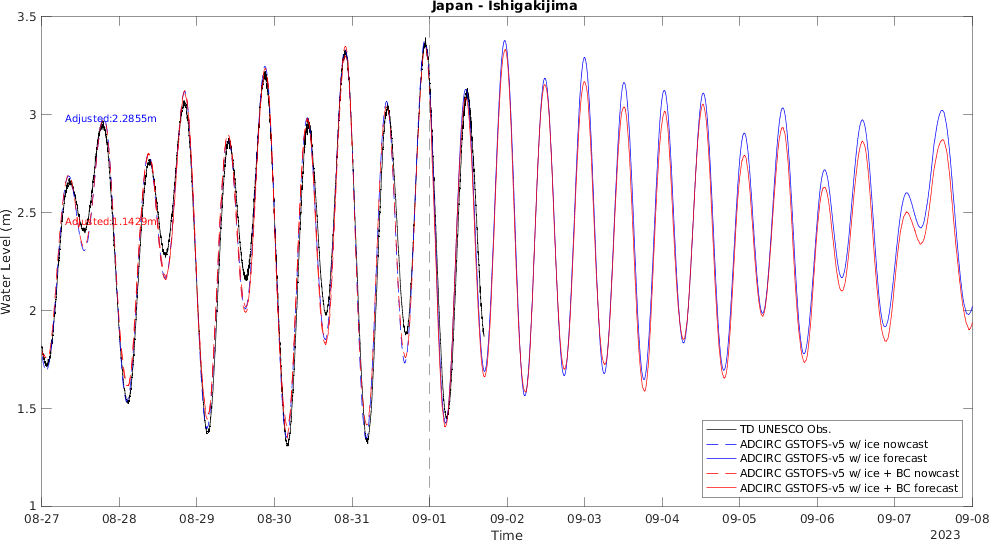 Japan - Ishigakijima
3.5
3
2.5
2
1.5
1
Water Level (m)
Adjusted:2.2855m
Adjusted:1.1429m
TD UNESCO Obs.
ADCIRC GSTOFS-v5 w/ ice nowcast
ADCIRC GSTOFS-v5 w/ ice forecast
ADCIRC GSTOFS-v5 w/ ice + BC nowcast
ADCIRC GSTOFS-v5 w/ ice + BC forecast
08-27 08-28 08-29 08-30 08-31 09-01 09-02 09-03 09-04 09-05 09-06 09-07 09-08
Time
2023